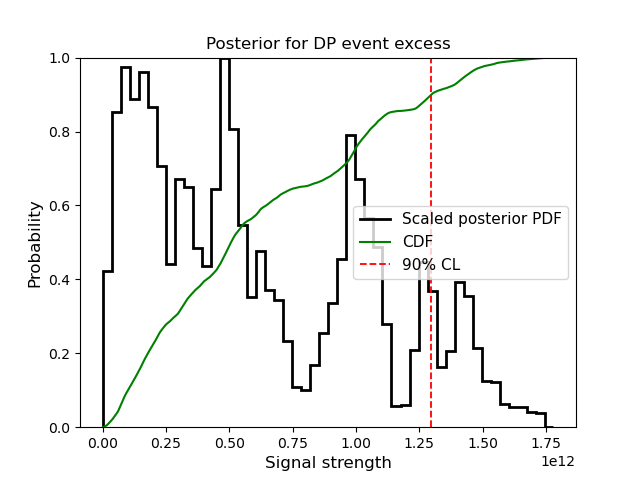 Posterior for DP event excess
Probability
1.0
0.8
0.6
0.4
0.2
0.0
Scaled posterior PDF
CDF
90% CL
0.00 0.25 0.50 0.75 1.00 1.25 1.50 1.75
1e12
Signal strength